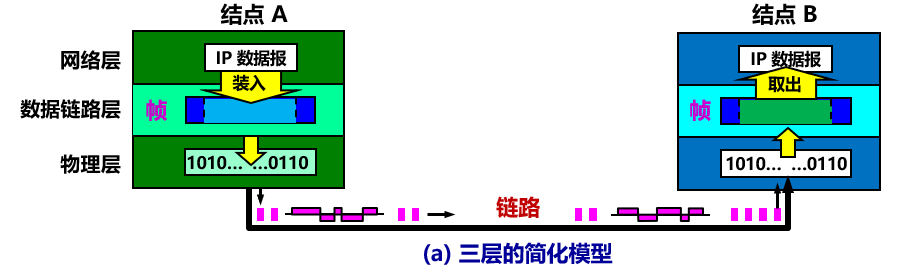 结点 A
结点 B
网络层
IP 数据报
IP 数据报
装入
取出
数据链路层
帧
帧
物理层
1010… …0110
1010… …0110
链路
(a) 三层的简化模型